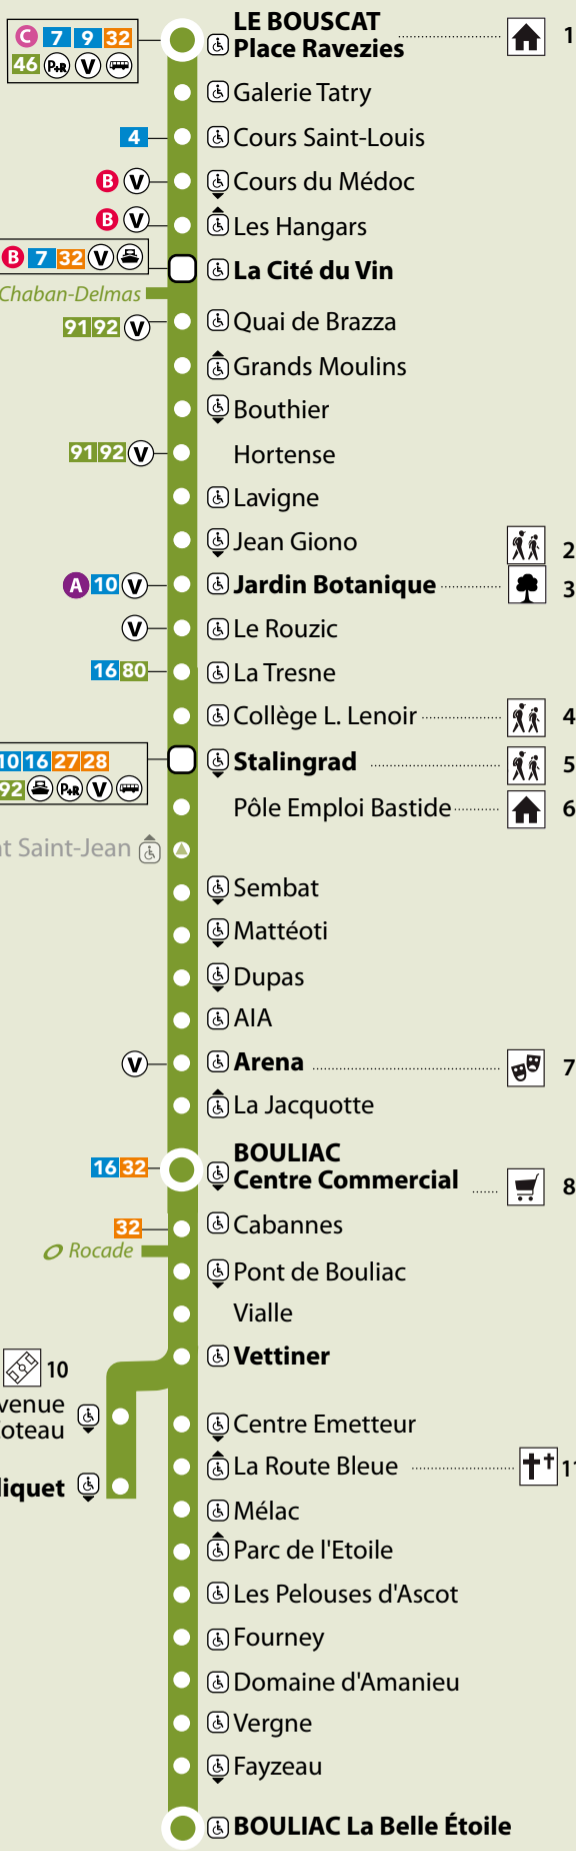 C 7 9 32
46 P+R V
LE BOUSCAT
Place Ravezies
1
Galerie Tatry
4
Cours Saint-Louis
B V
Cours du Médoc
B V
Les Hangars
B 7 32 V
La Cité du Vin
Chaban-Delmas
91 92 V
Quai de Brazza
Grands Moulins
Bouthier
91 92 V
Hortense
Lavigne
Jean Giono
2
A 10 V
Jardin Botanique
3
V
Le Rouzic
16 80
La Tresne
Collège L. Lenoir
4
10 16 27 28
92 P+R V
Stalingrad
5
Pôle Emploi Bastide
6
Saint-Jean
Sembat
Mattéoti
Dupas
AIA
V
Arena
7
La Jacquotte
16 32
BOULIAC
Centre Commercial
8
32
Cabannes
Rocade
Pont de Bouliac
Vialle
Vettiner
10
Centre Emetteur
La Route Bleue
Mélac
Parc de l'Etoile
Les Pelouses d'Ascot
Fourney
Domaine d'Amanieu
Vergne
Fayzeau
BOULIAC La Belle Étoile